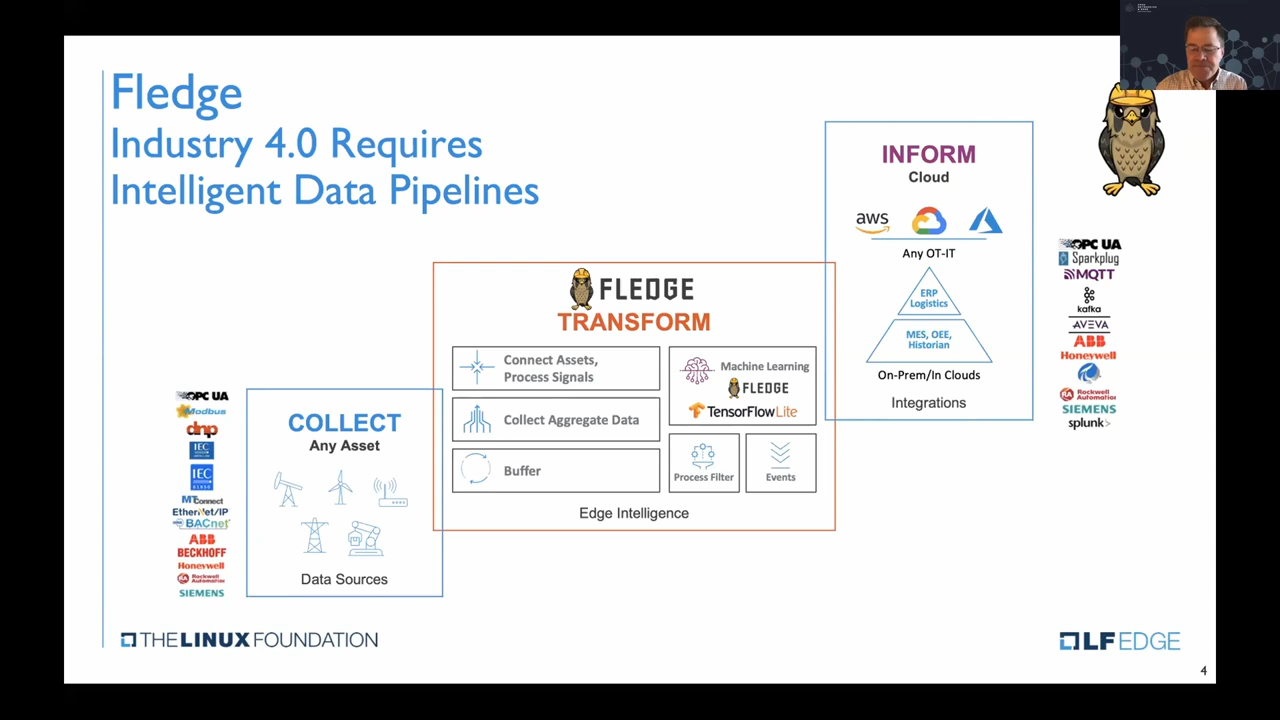 Fledge
Industry 4.0 Requires
Intelligent Data Pipelines
INFORM
Cloud
aws
Any OT-IT
ERP
Logistics
MES, OEE,
Historian
On-Prem/In Clouds
Integrations
OPC UA
Sparkplug
MQTT
kafka
AVEVA
ABB
Honeywell
Rockwell
Automation
SIEMENS
splunk>
FLEDGE
TRANSFORM
Connect Assets,
Process Signals
Collect Aggregate Data
Buffer
Machine Learning
FLEDGE
TensorFlow Lite
Process Filter
Events
Edge Intelligence
OPC UA
Modbus
dnp
IEC
IEC
MTConnect
EtherNet/IP
BACnet
ABB
BECKHOFF
Honeywell
Rockwell
Automation
SIEMENS
COLLECT
Any Asset
Data Sources
THE LINUX FOUNDATION
LF EDGE
4